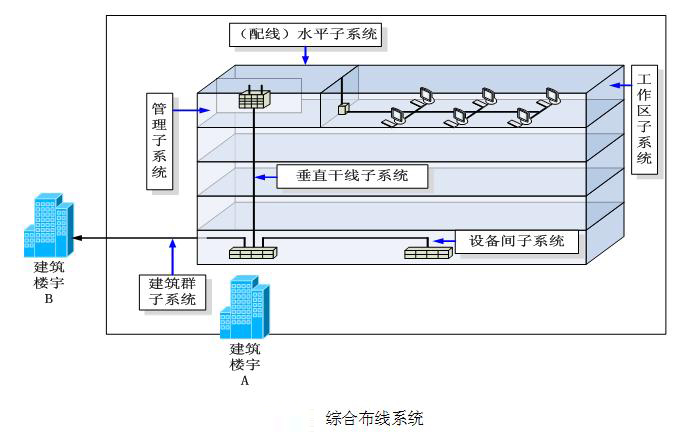 （配线）水平子系统
管
理
子
系
统
工
作
区
子
系
统
垂直干线子系统
设备间子系统
建筑群
子系统
建筑
楼宇
B
建筑
楼宇
A
综合布线系统